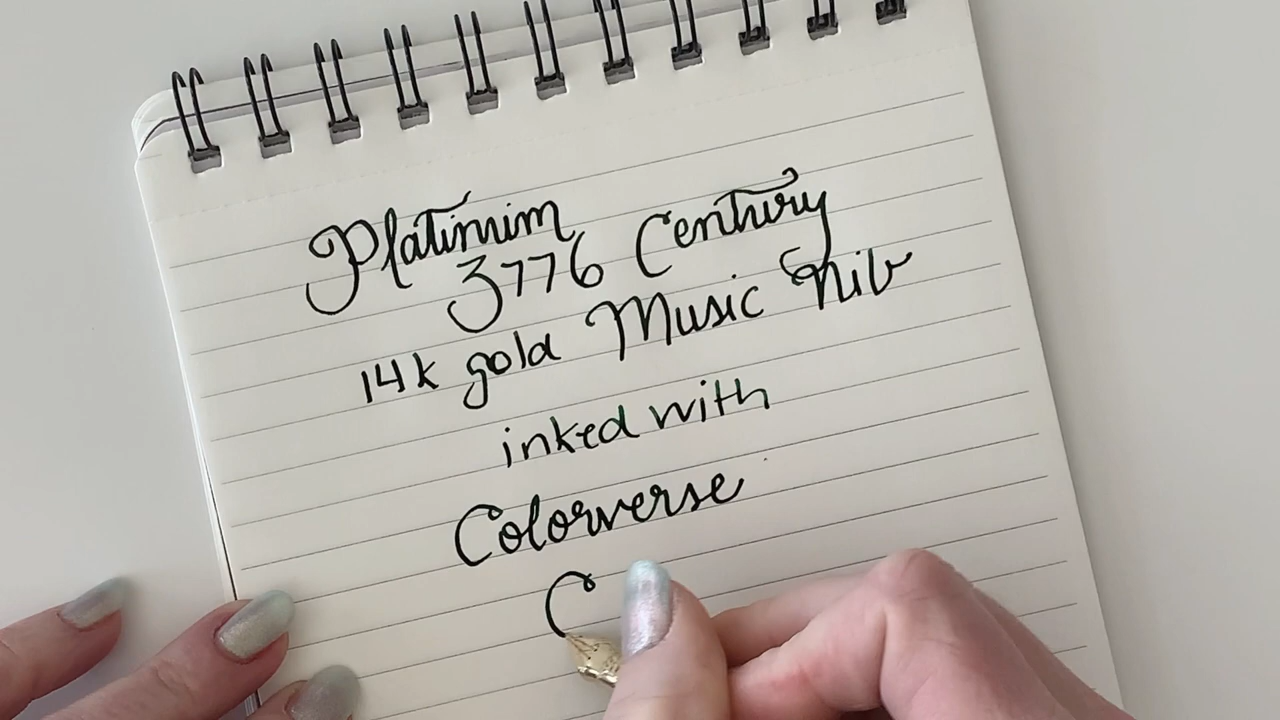 Platinum
3776 Century
14k gold Music Nib
inked with
Colorverse
C